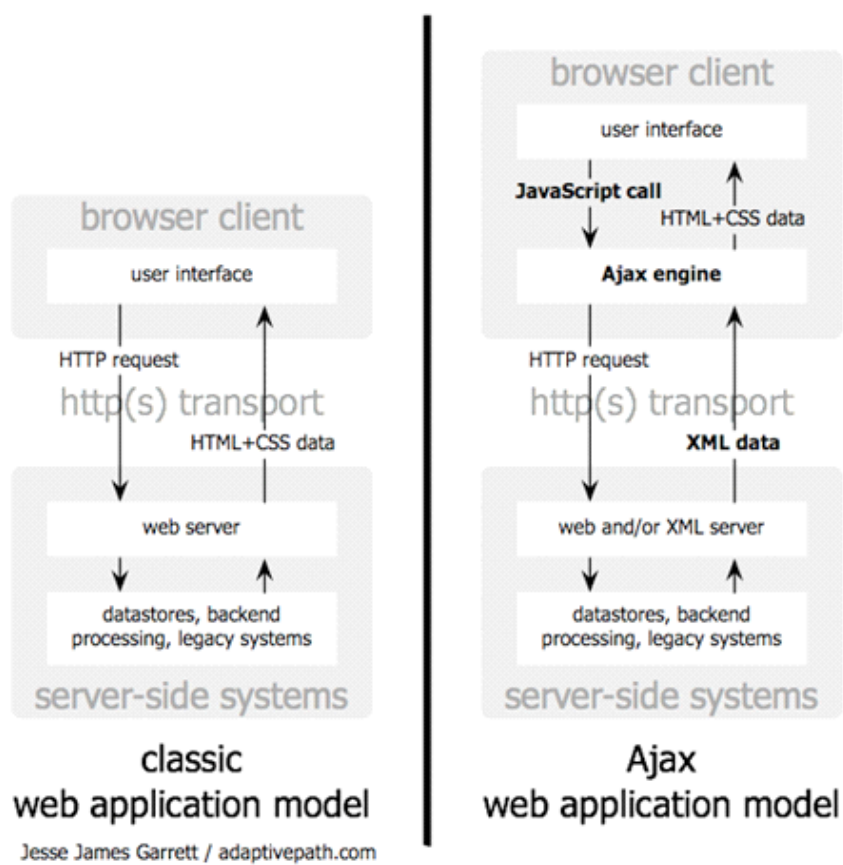 browser client
user interface
HTTP request
http(s) transport
HTML+CSS data
web server
datastores, backend
processing, legacy systems
server-side systems
classic
web application model
Jesse James Garrett / adaptivepath.com
browser client
user interface
JavaScript call
HTML+CSS data
Ajax engine
HTTP request
http(s) transport
XML data
web and/or XML server
datastores, backend
processing, legacy systems
server-side systems
Ajax
web application model